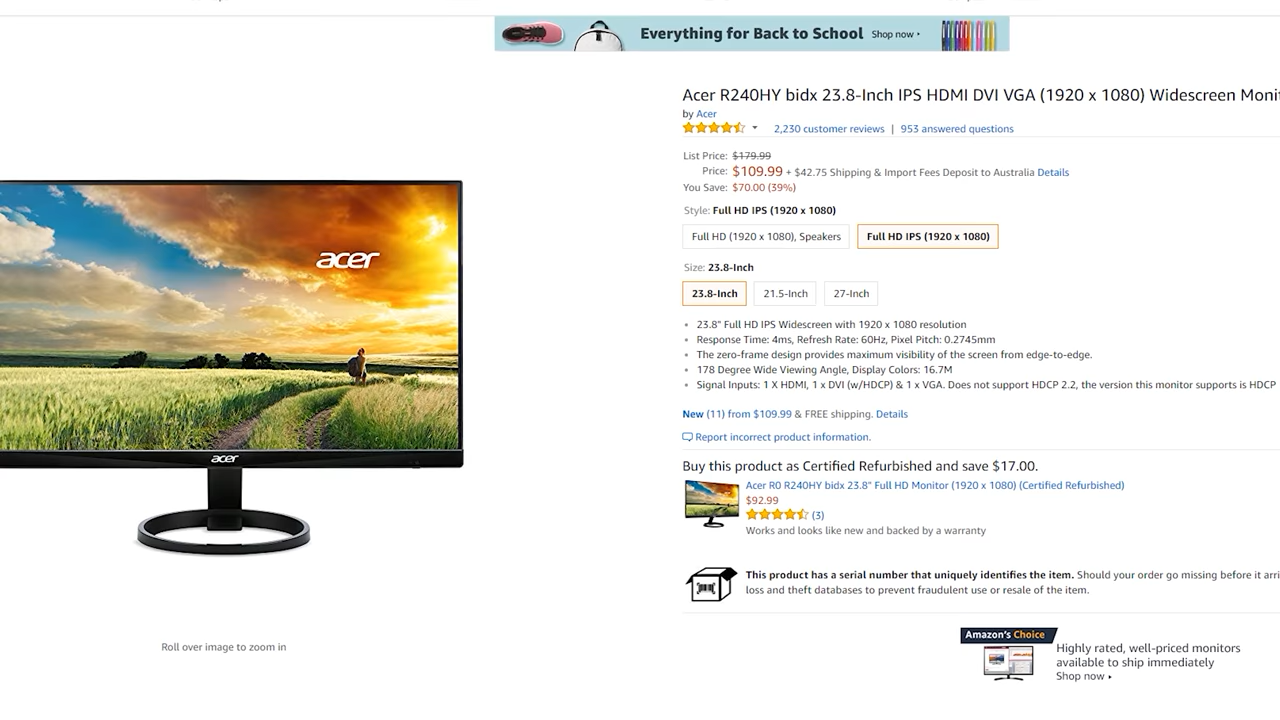 Everything for Back to School Shop now
Acer R240HY bidx 23.8-Inch IPS HDMI DVI VGA (1920 x 1080) Widescreen
by Acer
2,230 customer reviews | 953 answered questions
List Price: $179.99
Price: $109.99 + $42.75 Shipping & Import Fees Deposit to Australia Details
You Save: $70.00 (39%)
Style: Full HD IPS (1920 x 1080)
Full HD (1920 x 1080), Speakers
Full HD IPS (1920 x 1080)
acer
Size: 23.8-Inch
23.8-Inch
21.5-Inch
27-Inch
• 23.8" Full HD IPS Widescreen with 1920 x 1080 resolution
• Response Time: 4ms, Refresh Rate: 60Hz, Pixel Pitch: 0.2745mm
• The zero-frame design provides maximum visibility of the screen from edge-to-edge.
• 178 Degree Wide Viewing Angle, Display Colors: 16.7M
• Signal Inputs: 1 X HDMI, 1 x DVI (w/HDCP) & 1 x VGA. Does not support HDCP 2.2, the version this monitor supports is HDCP
New (11) from $109.99 & FREE shipping. Details
Report incorrect product information.
acer
Buy this product as Certified Refurbished and save $17.00.
Acer R0 R240HY bidx 23.8" Full HD Monitor (1920 x 1080) (Certified Refurbished)
$92.99
(3)
Works and looks like new and backed by a warranty
This product has a serial number that uniquely identifies the item. Should your order go missing before it
loss and theft databases to prevent fraudulent use or resale of the item.
Roll over image to zoom in
Amazon's Choice
Highly rated, well-priced monitors
available to ship immediately
Shop now